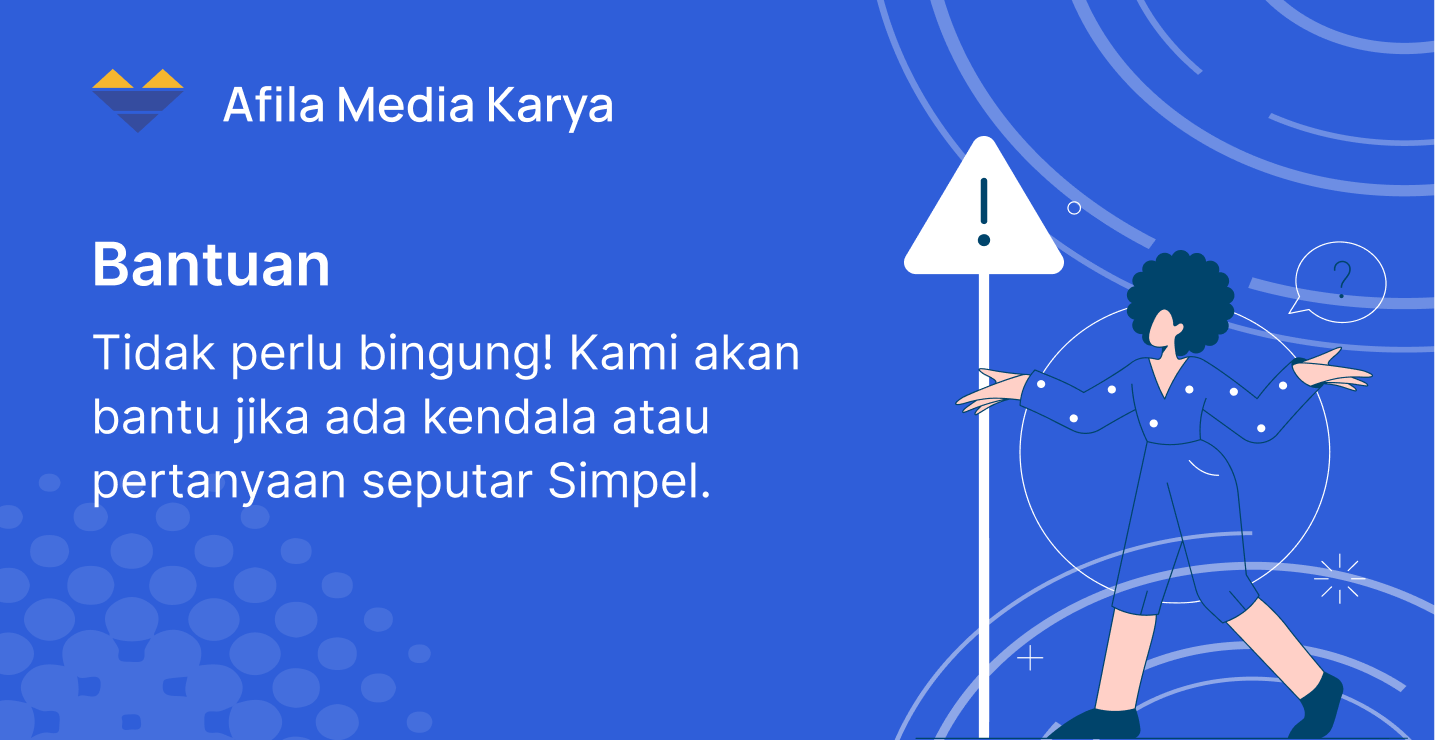 Afila Media Karya
Bantuan
Tidak perlu bingung! Kami akan
bantu jika ada kendala atau
pertanyaan seputar Simpel.
!
?